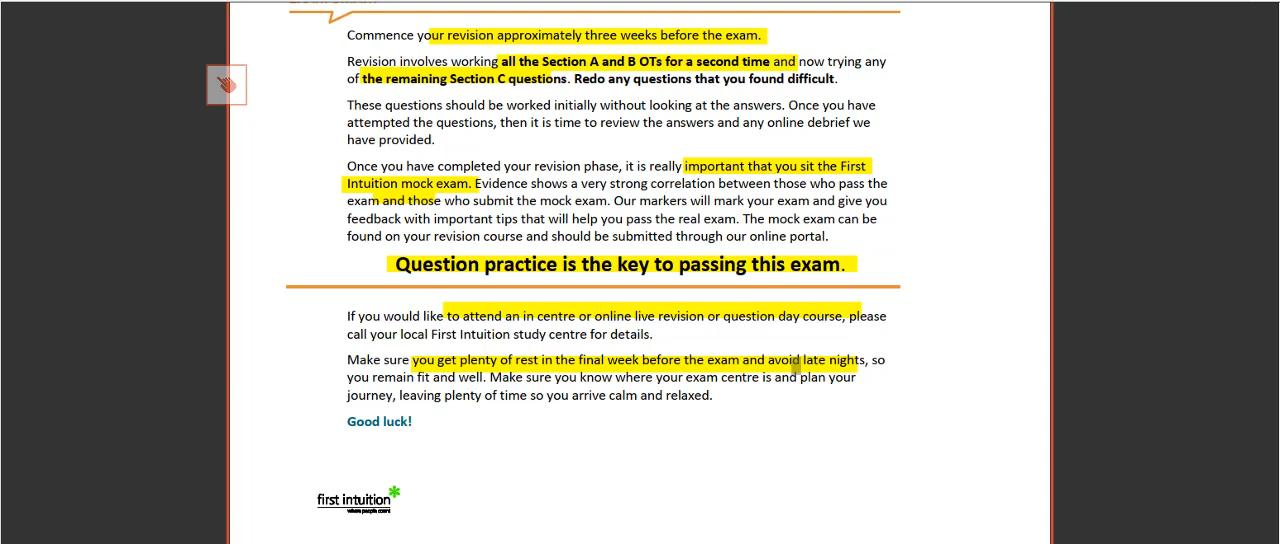 Commence your revision approximately three weeks before the exam.
Revision involves working all the Section A and B OTs for a second time and now trying any
of the remaining Section C questions. Redo any questions that you found difficult.
These questions should be worked initially without looking at the answers. Once you have
attempted the questions, then it is time to review the answers and any online debrief we
have provided.
Once you have completed your revision phase, it is really important that you sit the First
Intuition mock exam. Evidence shows a very strong correlation between those who pass the
exam and those who submit the mock exam. Our markers will mark your exam and give you
feedback with important tips that will help you pass the real exam. The mock exam can be
found on your revision course and should be submitted through our online portal.
Question practice is the key to passing this exam.
If you would like to attend an in centre or online live revision or question day course, please
call your local First Intuition study centre for details.
Make sure you get plenty of rest in the final week before the exam and avoid late nights, so
you remain fit and well. Make sure you know where your exam centre is and plan your
journey, leaving plenty of time so you arrive calm and relaxed.
Good luck!
first intuition
where people count